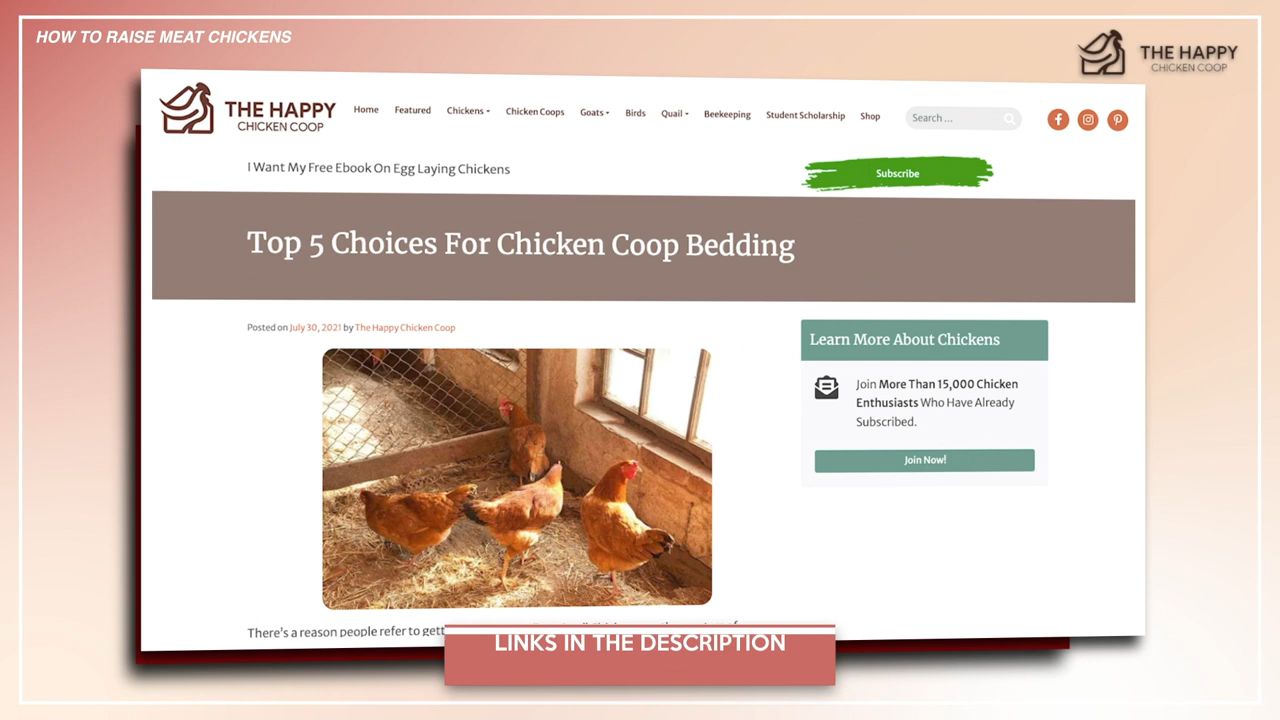 HOW TO RAISE MEAT CHICKENS
THE HAPPY
CHICKEN COOP
THE HAPPY
CHICKEN COOP
Home Featured Chickens Chicken Coops Goats Birds Quail Beekeeping Student Scholarship Shop
Search ...
I Want My Free Ebook On Egg Laying Chickens
Subscribe
Top 5 Choices For Chicken Coop Bedding
Posted on July 30, 2021 by The Happy Chicken Coop
Learn More About Chickens
Join More Than 15,000 Chicken
Enthusiasts Who Have Already
Subscribed.
Join Now!
There's a reason people refer to
LINKS IN THE DESCRIPTION